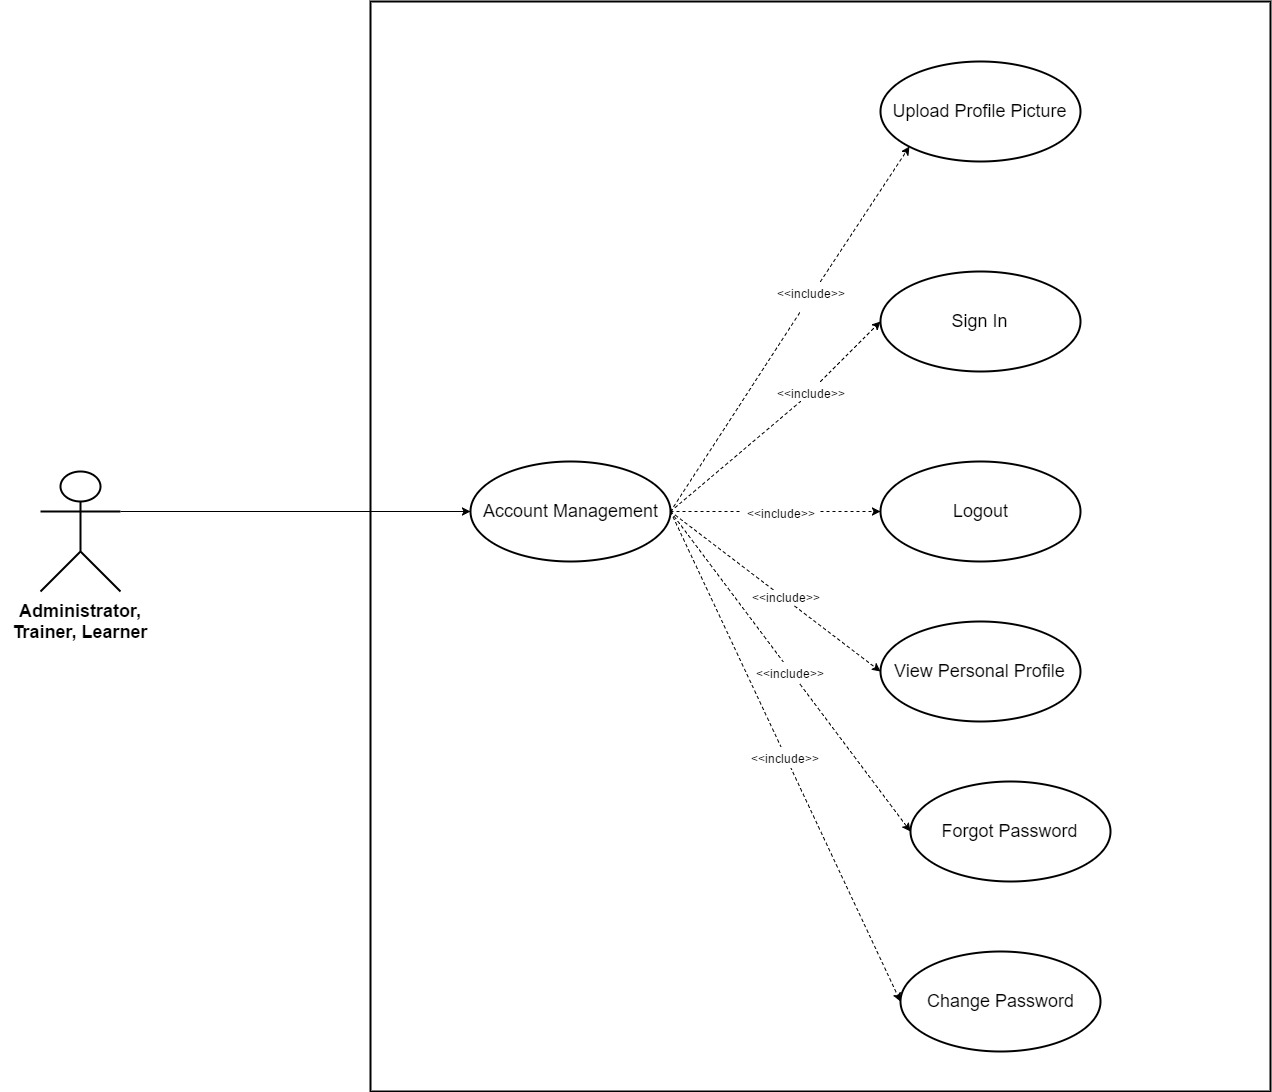 Upload Profile Picture
<<include>>
Sign In
<<include>>
Account Management
<<include>>
Logout
<<include>>
Administrator,
Trainer, Learner
View Personal Profile
<<include>>
<<include>>
Forgot Password
Change Password